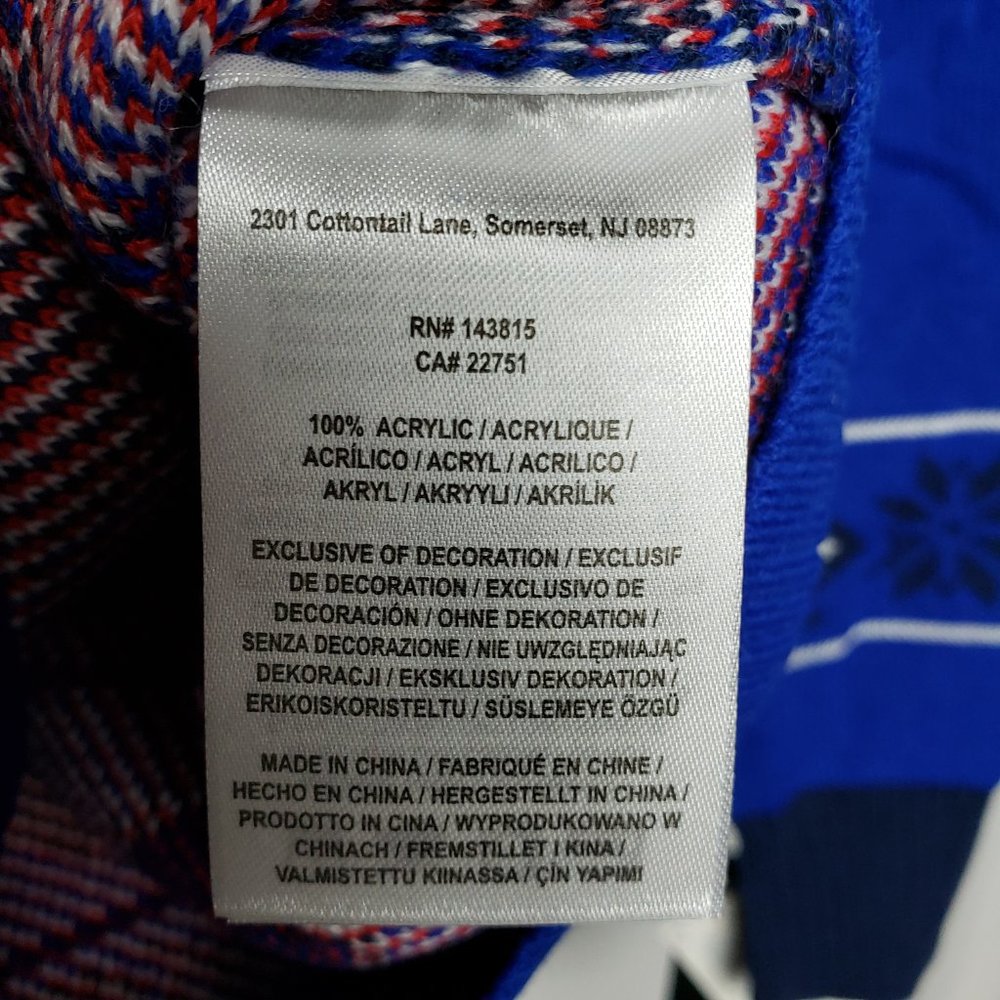 2301 Cottontail Lane, Somerset, NJ 08873
RN# 143815
CA# 22751
100% ACRYLIC / ACRYLIQUE /
ACRÍLICO / ACRYL / ACRILICO /
AKRYL / AKRYYLI / AKRİLİK
EXCLUSIVE OF DECORATION / EXCLUSIF
DE DECORATION / EXCLUSIVO DE
DECORACIÓN / OHNE DEKORATION /
SENZA DECORAZIONE / NIE UWZGLĘDNIAJĄC
DEKORACJI / EKSKLUSIV DEKORATION /
ERIKOISKORISTELTU / SÜSLEMEYE ÖZGÜ
MADE IN CHINA / FABRIQUÉ EN CHINE /
HECHO EN CHINA / HERGESTELLT IN CHINA /
PRODOTTO IN CINA / WYPRODUKOWANO W
CHINACH / FREMSTILLET I KINA /
VALMISTETTU KIINASSA / ÇİN YAPIMI